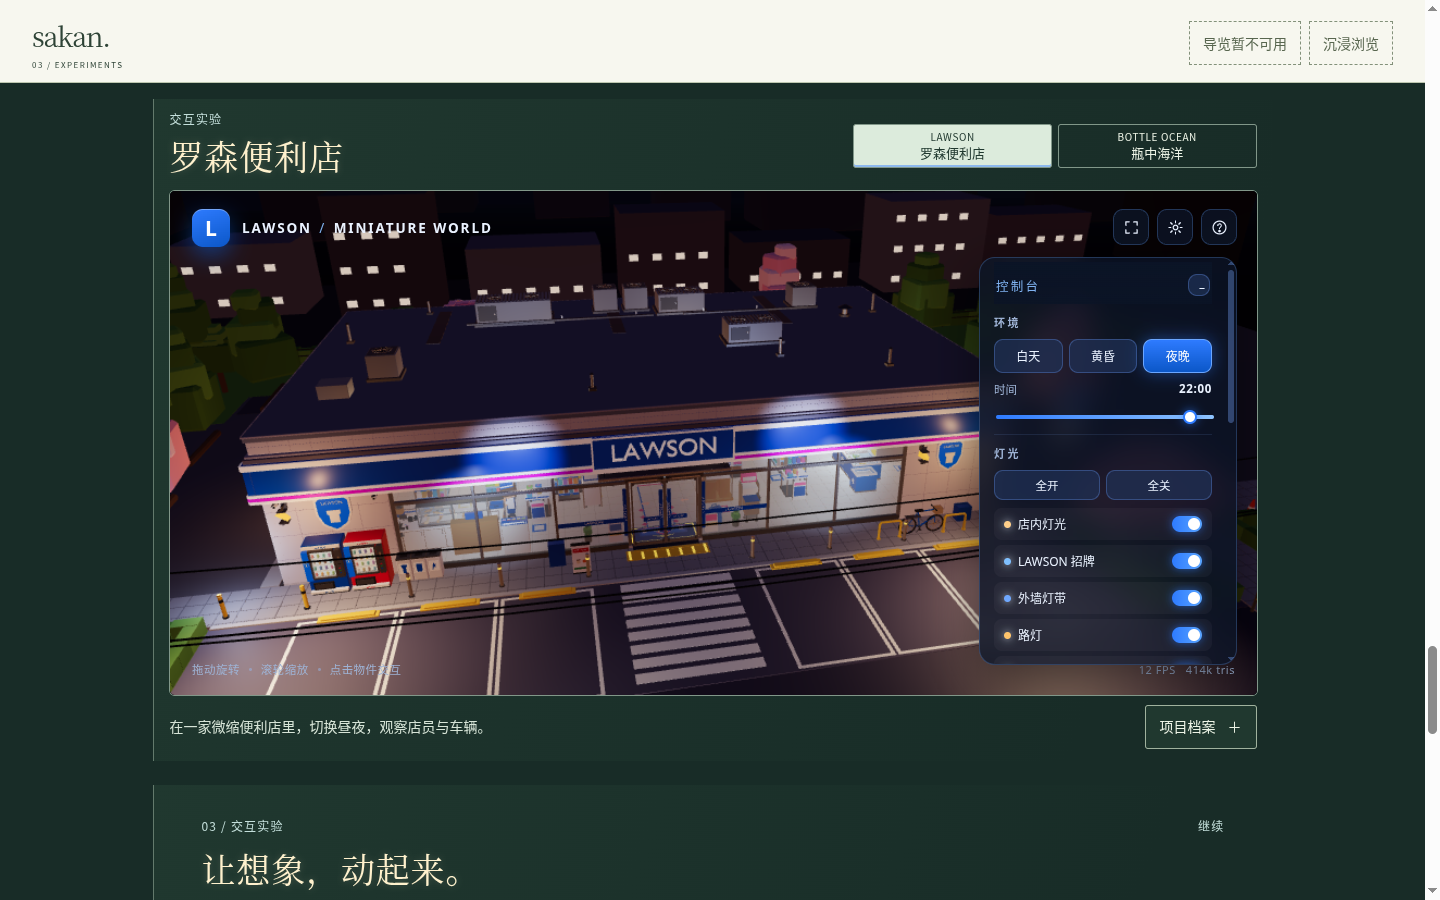 sakan.
03 / EXPERIMENTS
导览暂不可用
沉浸浏览
交互实验
罗森便利店
LAWSON
罗森便利店
BOTTLE OCEAN
瓶中海洋
L
LAWSON / MINIATURE WORLD
控制台
环境
白天
黄昏
夜晚
时间
22:00
灯光
全开
全关
店内灯光
LAWSON 招牌
外墙灯带
路灯
LAWSON
拖动旋转 · 滚轮缩放 · 点击物件交互
12 FPS 414k tris
在一家微缩便利店里，切换昼夜，观察店员与车辆。
项目档案 +
03 / 交互实验
继续
让想象，动起来。